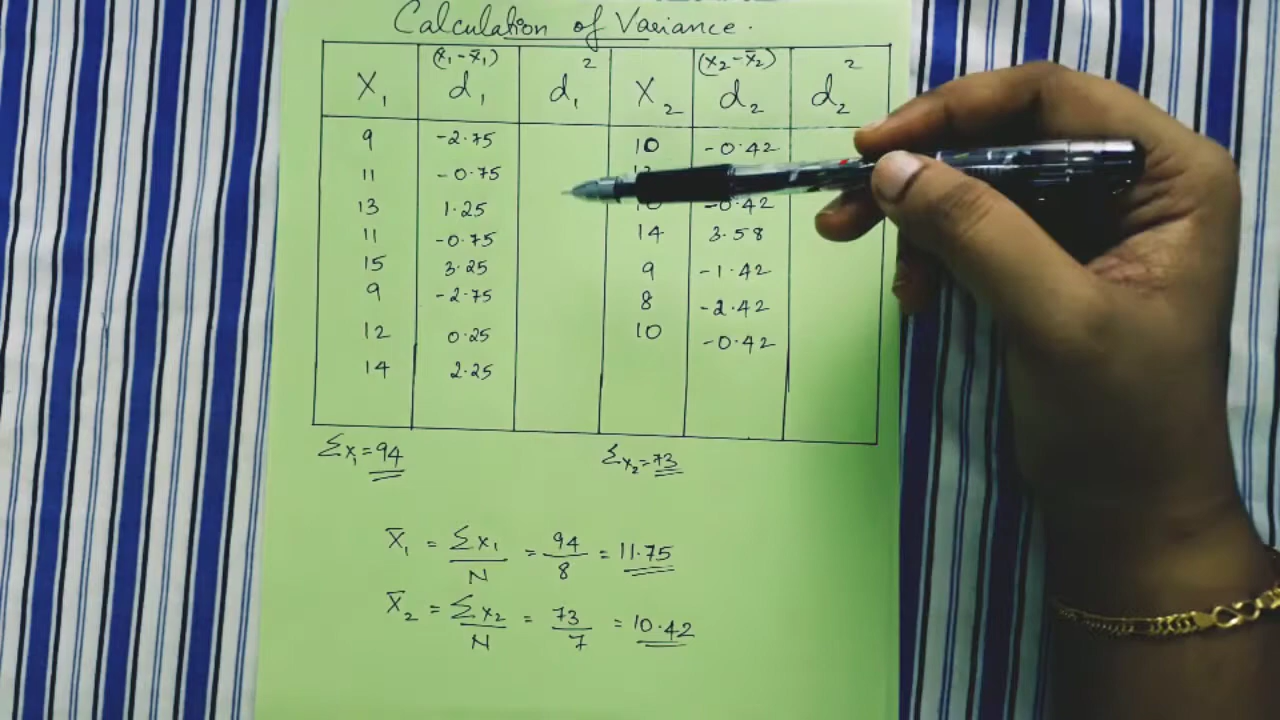 Calculation of Variance.
(x₁-x̄₁) (x₂-x̄₂)
X₁ d₁ d₁² X₂ d₂ d₂²
9 -2.75 10 -0.42
11 -0.75
13 1.25 -0.42
11 -0.75 14 3.58
15 3.25 9 -1.42
9 -2.75 8 -2.42
12 0.25 10 -0.42
14 2.25
Σx₁=94 Σx₂=73
X̄₁ = Σx₁/N = 94/8 = 11.75
X̄₂ = Σx₂/N = 73/7 = 10.42